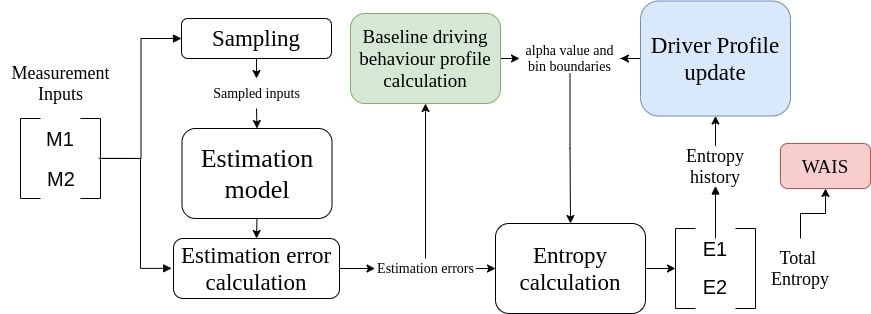 Measurement
Inputs
M1
M2
Sampling
Sampled inputs
Estimation
model
Estimation error
calculation
Estimation errors
Baseline driving
behaviour profile
calculation
alpha value and
bin boundaries
Driver Profile
update
Entropy
calculation
Entropy
history
E1
E2
WAIS
Total
Entropy